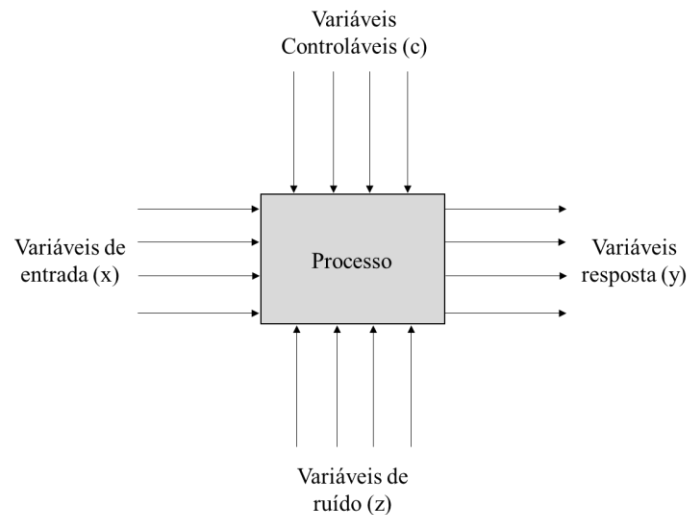 Variáveis
Controláveis (c)
Variáveis de
entrada (x)
Processo
Variáveis
resposta (y)
Variáveis de
ruído (z)